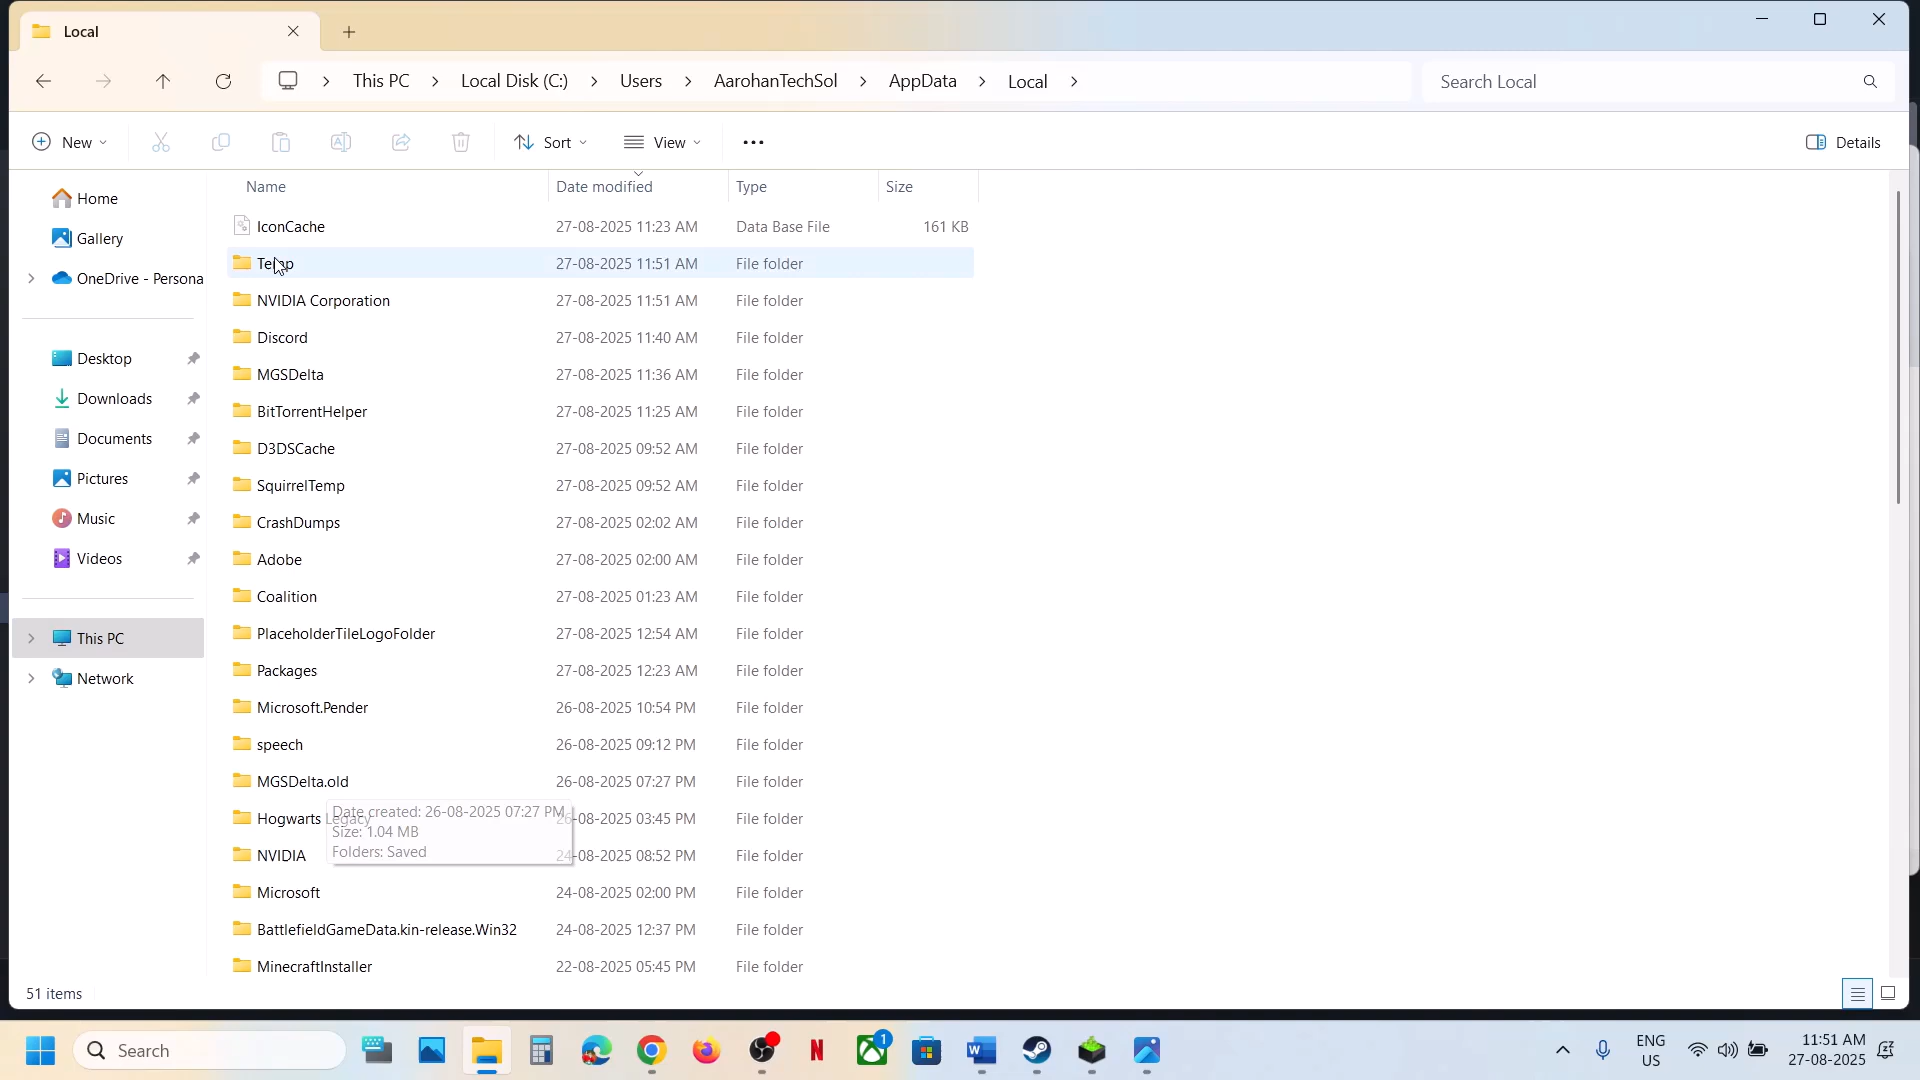 Local
This PC > Local Disk (C:) > Users > AarohanTechSol > AppData > Local >
Search Local
New
Sort
View
Details
Name Date modified Type Size
Home
Gallery
OneDrive - Persona
Desktop
Downloads
Documents
Pictures
Music
Videos
This PC
Network
IconCache 27-08-2025 11:23 AM Data Base File 161 KB
Temp 27-08-2025 11:51 AM File folder
NVIDIA Corporation 27-08-2025 11:51 AM File folder
Discord 27-08-2025 11:40 AM File folder
MGSDelta 27-08-2025 11:36 AM File folder
BitTorrentHelper 27-08-2025 11:25 AM File folder
D3DSCache 27-08-2025 09:52 AM File folder
SquirrelTemp 27-08-2025 09:52 AM File folder
CrashDumps 27-08-2025 02:02 AM File folder
Adobe 27-08-2025 02:00 AM File folder
Coalition 27-08-2025 01:23 AM File folder
PlaceholderTileLogoFolder 27-08-2025 12:54 AM File folder
Packages 27-08-2025 12:23 AM File folder
Microsoft.Pender 26-08-2025 10:54 PM File folder
speech 26-08-2025 09:12 PM File folder
MGSDelta.old 26-08-2025 07:27 PM File folder
Hogwarts Legacy 26-08-2025 03:45 PM File folder
NVIDIA 24-08-2025 08:52 PM File folder
Microsoft 24-08-2025 02:00 PM File folder
BattlefieldGameData.kin-release.Win32 24-08-2025 12:37 PM File folder
MinecraftInstaller 22-08-2025 05:45 PM File folder
Date created: 26-08-2025 07:27 PM
Size: 1.04 MB
Folders: Saved
51 items
Search
N
1
W
ENG
US
11:51 AM
27-08-2025